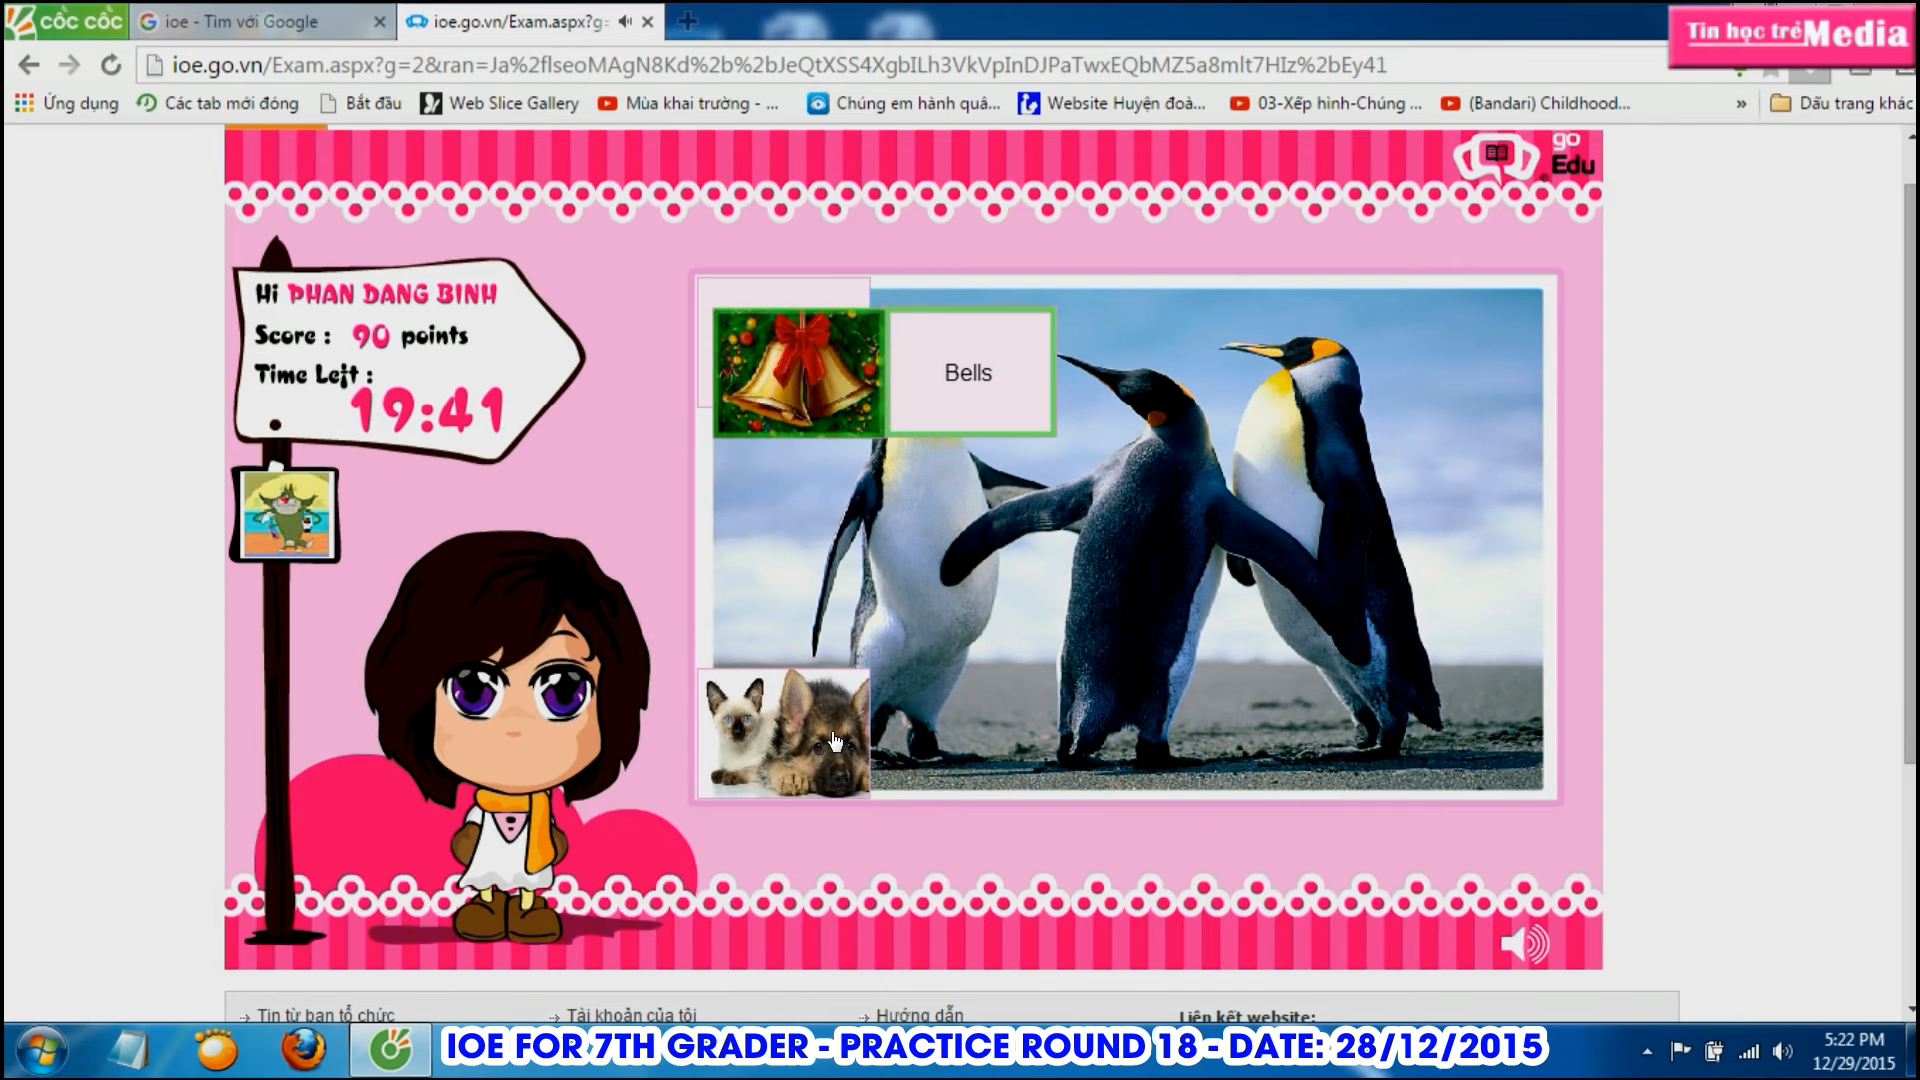 cốc cốc
ioe - Tìm với Google
ioe.go.vn/Exam.aspx?g=
Tin học trẻ Media
ioe.go.vn/Exam.aspx?g=2&ran=Ja%2flseoMAgN8Kd%2b%2bJeQtXSS4XgbILh3VkVpInDJPaTwxEQbMZ5a8mlt7HIz%2bEy41
Ứng dụng
Các tab mới đóng
Bắt đầu
Web Slice Gallery
Mùa khai trường - ...
Chúng em hành quâ...
Website Huyện đoà...
03-Xếp hình-Chúng ...
(Bandari) Childhood...
»
Dấu trang khác
go
Edu
Hi PHAN DANG BINH
Score : 90 points
Time Left :
19:41
Bells
Tin từ ban tổ chức
Tài khoản của tôi
Hướng dẫn
Liên kết website:
IOE FOR 7TH GRADER - PRACTICE ROUND 18 - DATE: 28/12/2015
5:22 PM
12/29/2015